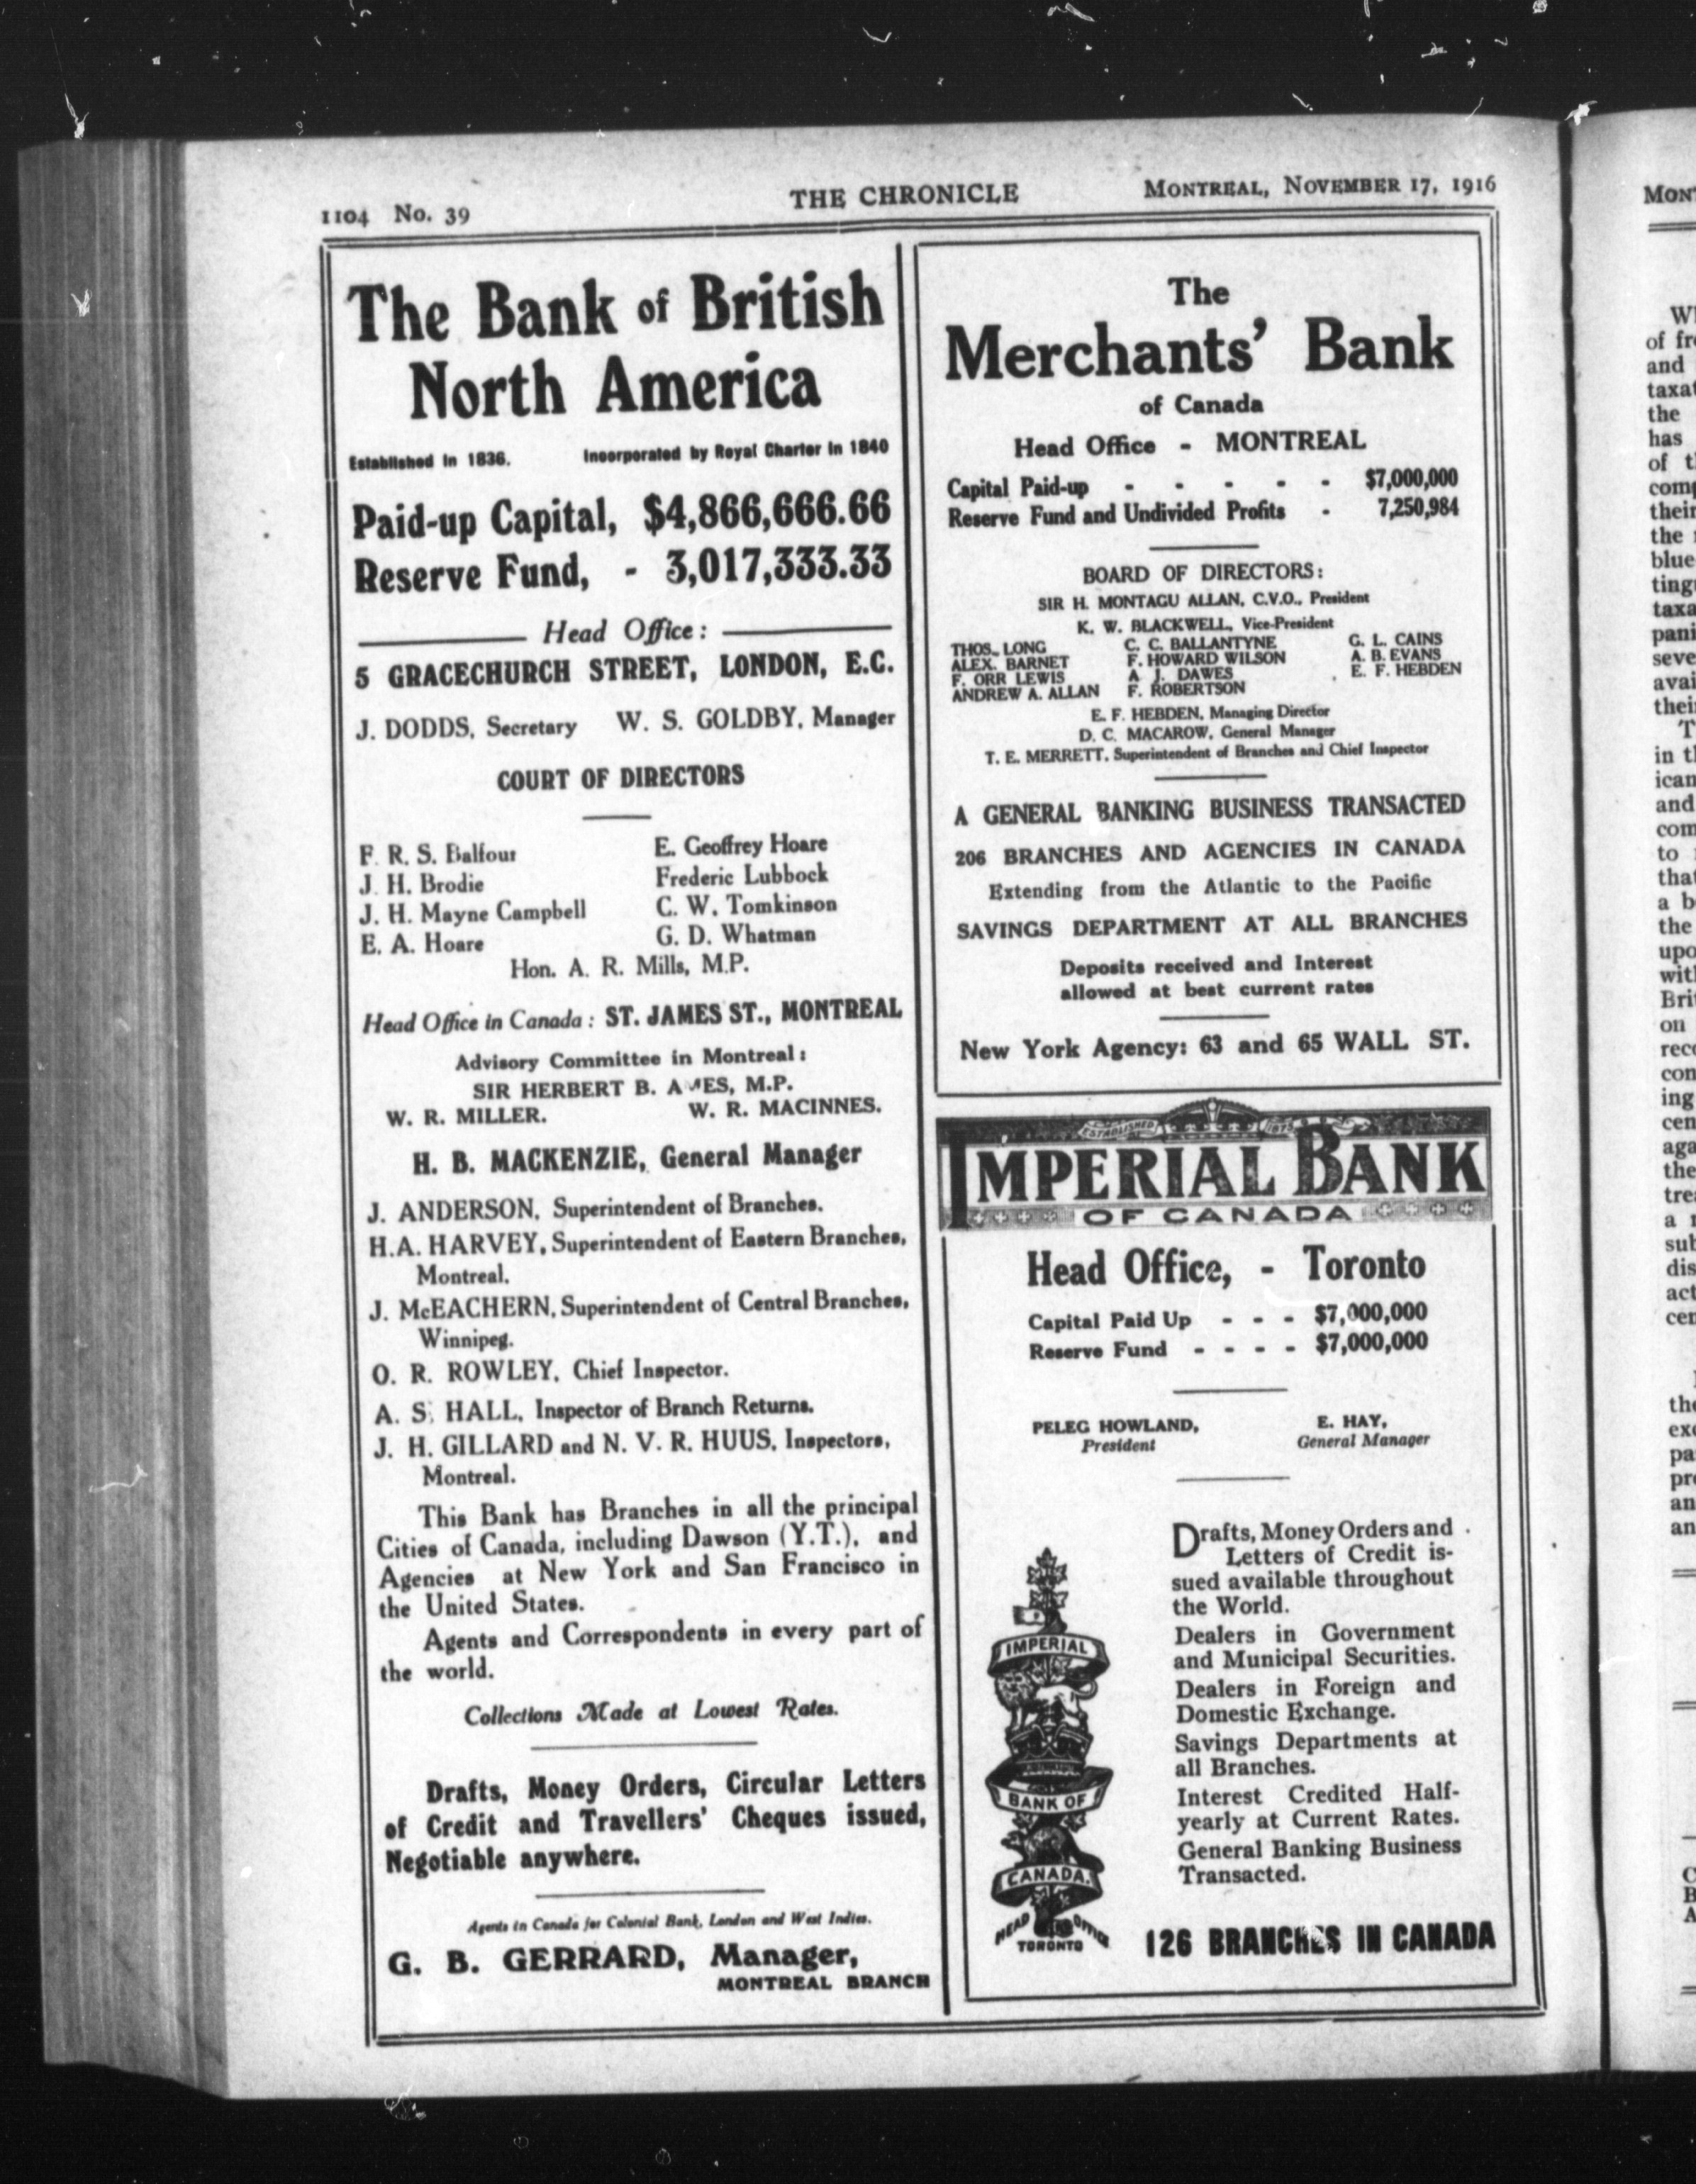 1104 No. 39
THE CHRONICLE
MONTREAL, NOVEMBER 17, 1916
The Bank of British
North America
Established in 1836.
Incorporated by Royal Charter in 1840
Paid-up Capital, $4,866,666.66
Reserve Fund, - 3,017,333.33
Head Office:
5 GRACECHURCH STREET, LONDON, E.C.
J. DODDS, Secretary W. S. GOLDBY, Manager
COURT OF DIRECTORS
F. R. S. Balfour E. Geoffrey Hoare
J. H. Brodie Frederic Lubbock
J. H. Mayne Campbell C. W. Tomkinson
E. A. Hoare G. D. Whatman
Hon. A. R. Mills, M.P.
Head Office in Canada: ST. JAMES ST., MONTREAL
Advisory Committee in Montreal:
SIR HERBERT B. AMES, M.P.
W. R. MILLER. W. R. MACINNES.
H. B. MACKENZIE, General Manager
J. ANDERSON, Superintendent of Branches.
H.A. HARVEY, Superintendent of Eastern Branches,
Montreal.
J. McEACHERN, Superintendent of Central Branches,
Winnipeg.
O. R. ROWLEY, Chief Inspector.
A. S. HALL, Inspector of Branch Returns.
J. H. GILLARD and N. V. R. HUUS, Inspectors,
Montreal.
This Bank has Branches in all the principal
Cities of Canada, including Dawson (Y.T.), and
Agencies at New York and San Francisco in
the United States.
Agents and Correspondents in every part of
the world.
Collections Made at Lowest Rates.
Drafts, Money Orders, Circular Letters
of Credit and Travellers' Cheques issued,
Negotiable anywhere.
Agents in Canada for Colonial Bank, London and West Indies.
G. B. GERRARD, Manager,
MONTREAL BRANCH
The
Merchants' Bank
of Canada
Head Office - MONTREAL
Capital Paid-up - - - - - $7,000,000
Reserve Fund and Undivided Profits - 7,250,984
BOARD OF DIRECTORS:
SIR H. MONTAGU ALLAN, C.V.O., President
K. W. BLACKWELL, Vice-President
THOS. LONG C. C. BALLANTYNE G. L. CAINS
ALEX. BARNET F. HOWARD WILSON A. B. EVANS
F. ORR LEWIS A. J. DAWES E. F. HEBDEN
ANDREW A. ALLAN F. ROBERTSON
E. F. HEBDEN, Managing Director
D. C. MACAROW, General Manager
T. E. MERRETT, Superintendent of Branches and Chief Inspector
A GENERAL BANKING BUSINESS TRANSACTED
206 BRANCHES AND AGENCIES IN CANADA
Extending from the Atlantic to the Pacific
SAVINGS DEPARTMENT AT ALL BRANCHES
Deposits received and Interest
allowed at best current rates
New York Agency: 63 and 65 WALL ST.
ESTABLISHED 1875
IMPERIAL BANK
OF CANADA
Head Office, - Toronto
Capital Paid Up - - - $7,000,000
Reserve Fund - - - - $7,000,000
PELEG HOWLAND, E. HAY,
President General Manager
Drafts, Money Orders and
Letters of Credit is-
sued available throughout
the World.
Dealers in Government
and Municipal Securities.
Dealers in Foreign and
Domestic Exchange.
Savings Departments at
all Branches.
Interest Credited Half-
yearly at Current Rates.
General Banking Business
Transacted.
IMPERIAL
BANK OF
CANADA.
HEAD OFFICE
TORONTO
126 BRANCHES IN CANADA